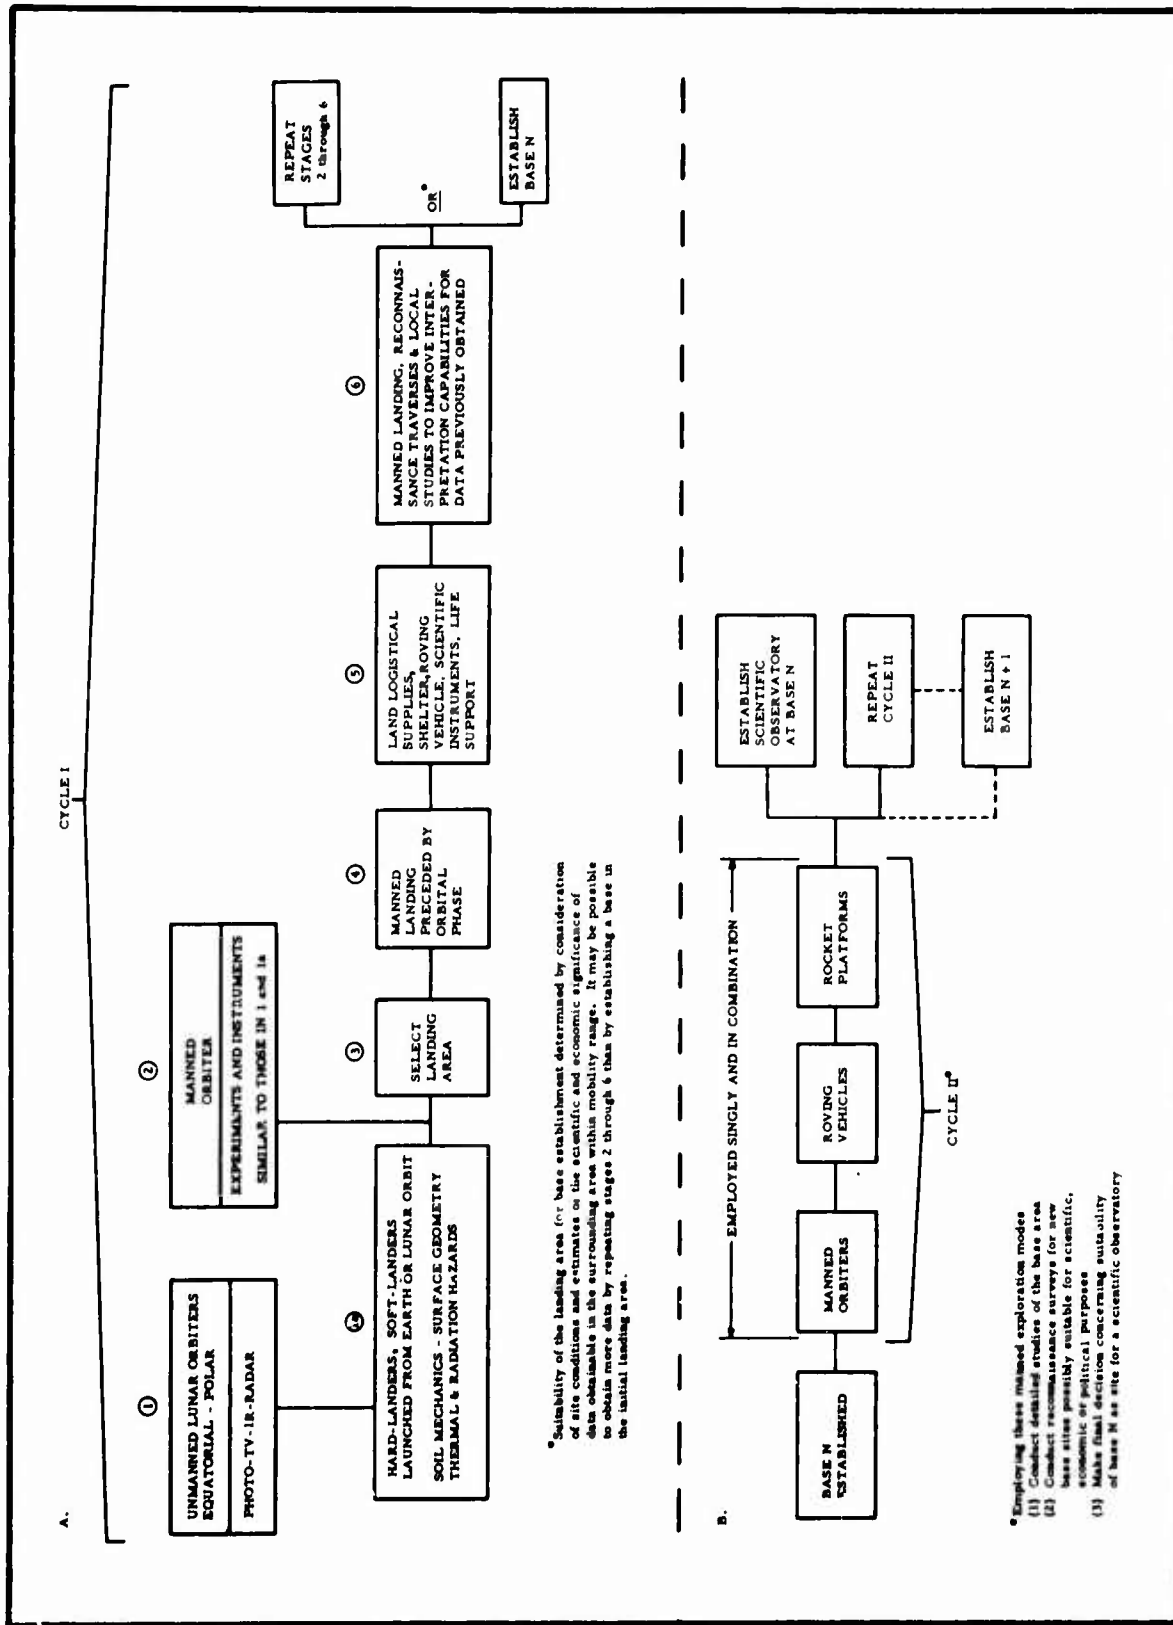 A.
CYCLE I
①
UNMANNED LUNAR ORBITERS
EQUATORIAL - POLAR
PHOTO-TV-IR-RADAR
1a
HARD-LANDERS, SOFT-LANDERS
LAUNCHED FROM EARTH OR LUNAR ORBIT
SOIL MECHANICS - SURFACE GEOMETRY
THERMAL & RADIATION HAZARDS
②
MANNED
ORBITER
EXPERIMENTS AND INSTRUMENTS
SIMILAR TO THOSE IN 1 and 1a
③
SELECT
LANDING
AREA
④
MANNED
LANDING
PRECEDED BY
ORBITAL
PHASE
⑤
LAND LOGISTICAL
SUPPLIES,
SHELTER, ROVING
VEHICLE, SCIENTIFIC
INSTRUMENTS, LIFE
SUPPORT
⑥
MANNED LANDING, RECONNAIS-
SANCE TRAVERSES & LOCAL
STUDIES TO IMPROVE INTER-
PRETATION CAPABILITIES FOR
DATA PREVIOUSLY OBTAINED
REPEAT
STAGES
2 through 6
OR*
ESTABLISH
BASE N
*Suitability of the landing area for base establishment determined by consideration
of site conditions and estimates of the scientific and economic significance of
data obtainable in the surrounding area within mobility range. It may be possible
to obtain more data by repeating stages 2 through 6 than by establishing a base in
the initial landing area.
B.
BASE N
ESTABLISHED
EMPLOYED SINGLY AND IN COMBINATION
MANNED
ORBITERS
ROVING
VEHICLES
ROCKET
PLATFORMS
CYCLE II*
ESTABLISH
SCIENTIFIC
OBSERVATORY
AT BASE N
REPEAT
CYCLE II
ESTABLISH
BASE N + 1
*Employing these manned exploration modes
(1) Conduct detailed studies of the base area
(2) Conduct reconnaissance surveys for new
base sites possibly suitable for scientific,
economic or political purposes
(3) Make final decision concerning suitability
of base N as site for a scientific observatory